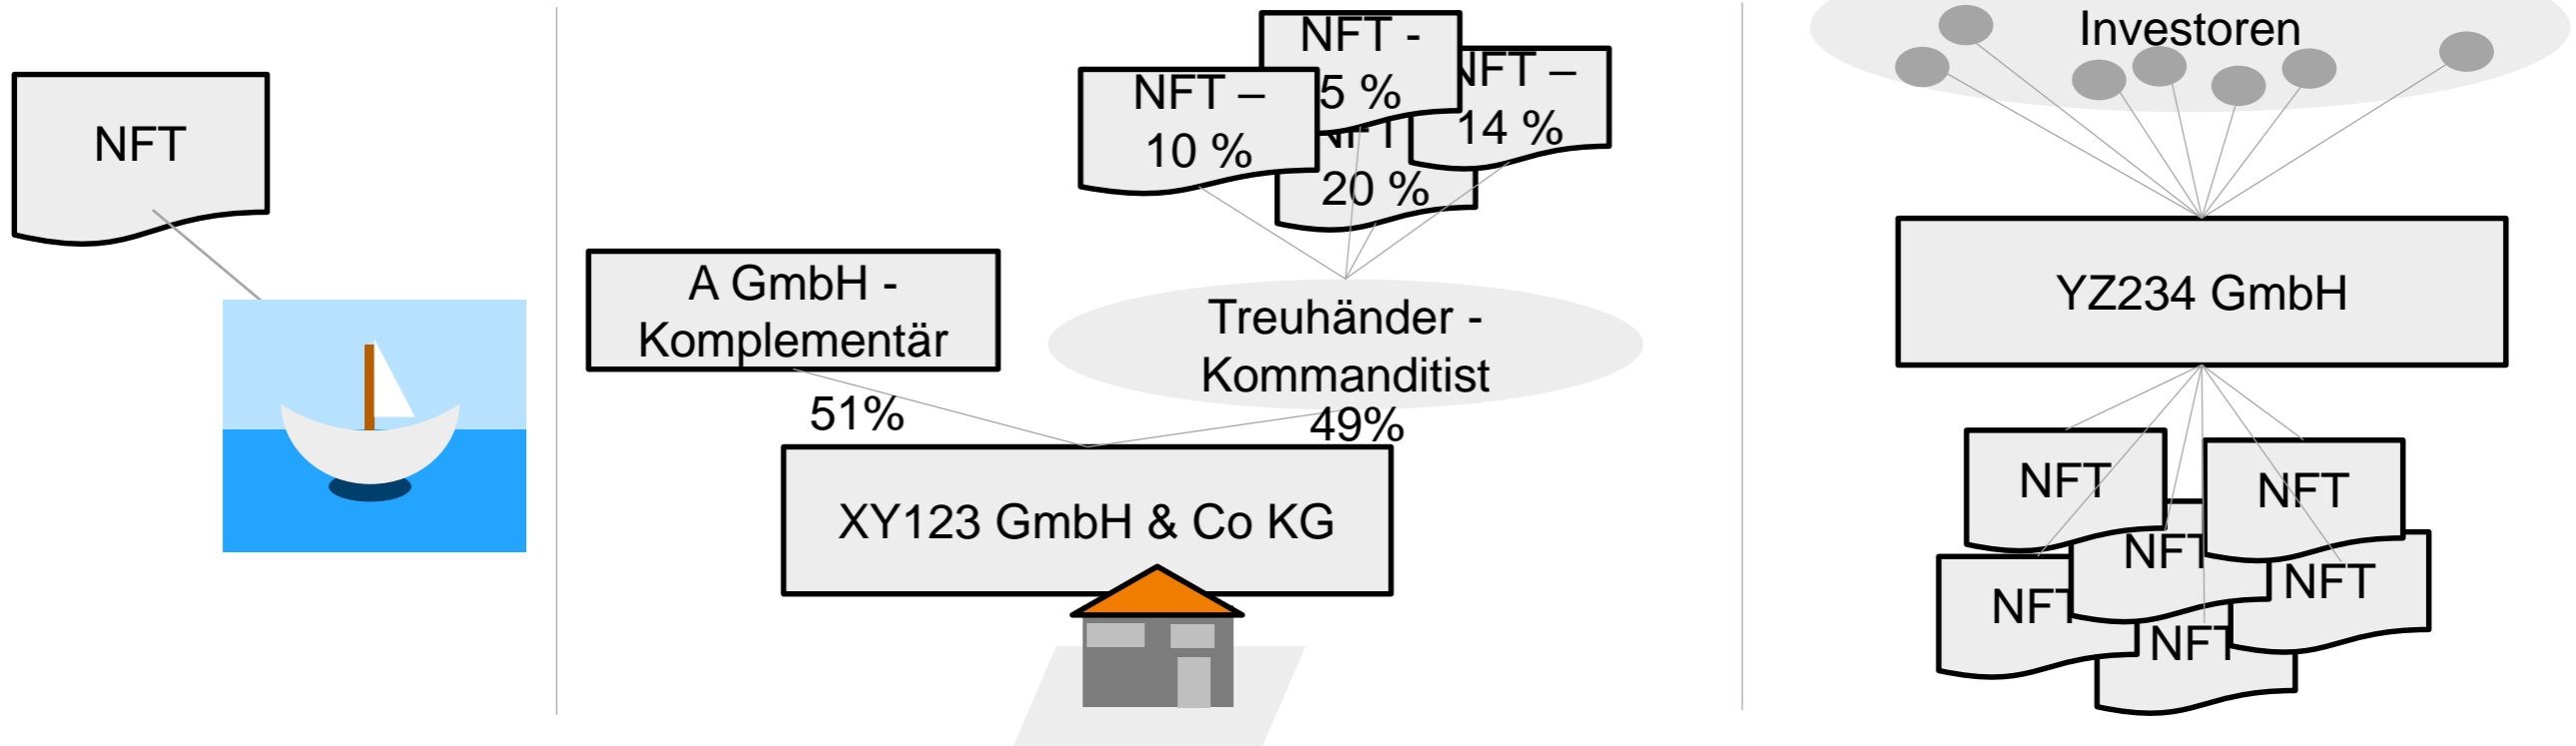 NFT
NFT –
10 %
NFT -
5 %
NFT –
14 %
NFT
20 %
A GmbH -
Komplementär
Treuhänder -
Kommanditist
51%
49%
XY123 GmbH & Co KG
Investoren
YZ234 GmbH
NFT
NFT
NFT
NFT
NFT
NFT